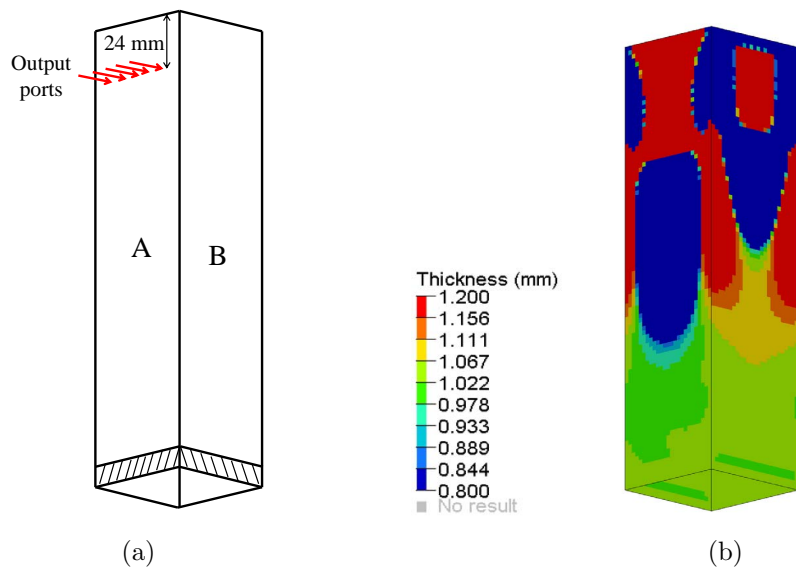 24 mm
Output
ports
A
B
Thickness (mm)
1.200
1.156
1.111
1.067
1.022
0.978
0.933
0.889
0.844
0.800
No result
(a)
(b)